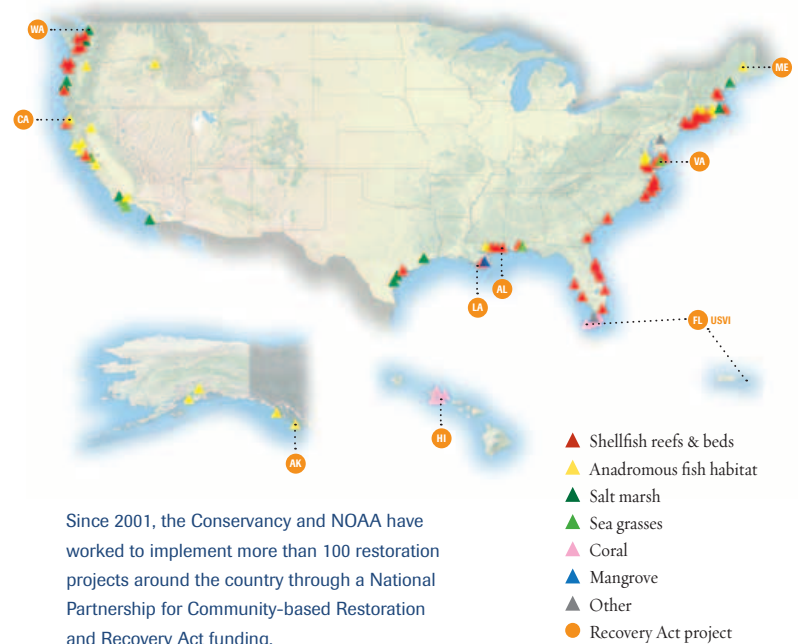 WA
ME
CA
VA
AL
LA
FL USVI
HI
AK
Shellfish reefs & beds
Anadromous fish habitat
Salt marsh
Sea grasses
Coral
Mangrove
Other
Recovery Act project
Since 2001, the Conservancy and NOAA have
worked to implement more than 100 restoration
projects around the country through a National
Partnership for Community-based Restoration
and Recovery Act funding.